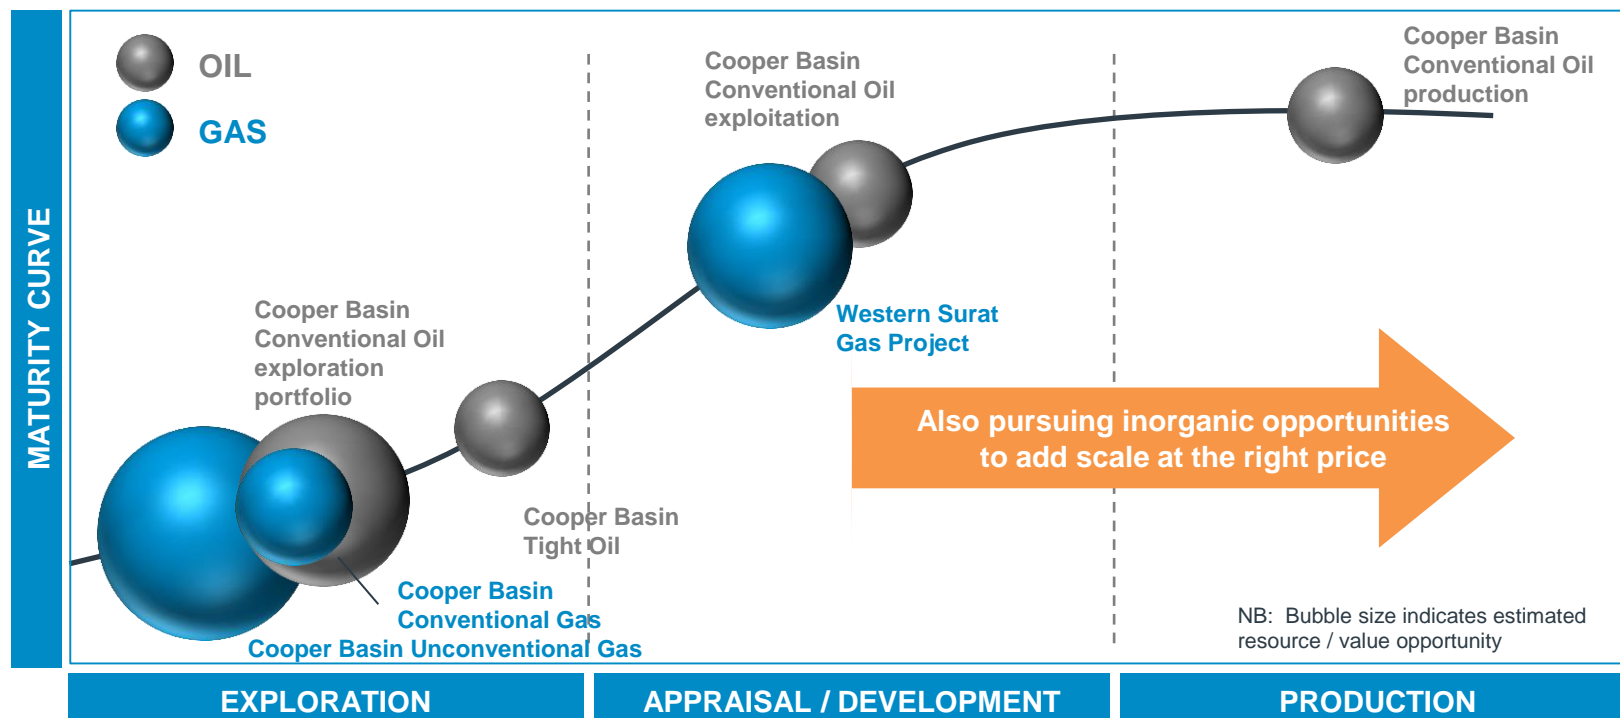 MATURITY CURVE
OIL
GAS
Cooper Basin
Conventional Oil
exploration
portfolio
Cooper Basin
Conventional Oil
exploitation
Cooper Basin
Conventional Oil
production
Western Surat
Gas Project
Also pursuing inorganic opportunities
to add scale at the right price
Cooper Basin
Tight Oil
Cooper Basin
Conventional Gas
Cooper Basin Unconventional Gas
NB:  Bubble size indicates estimated
resource / value opportunity
EXPLORATION
APPRAISAL / DEVELOPMENT
PRODUCTION